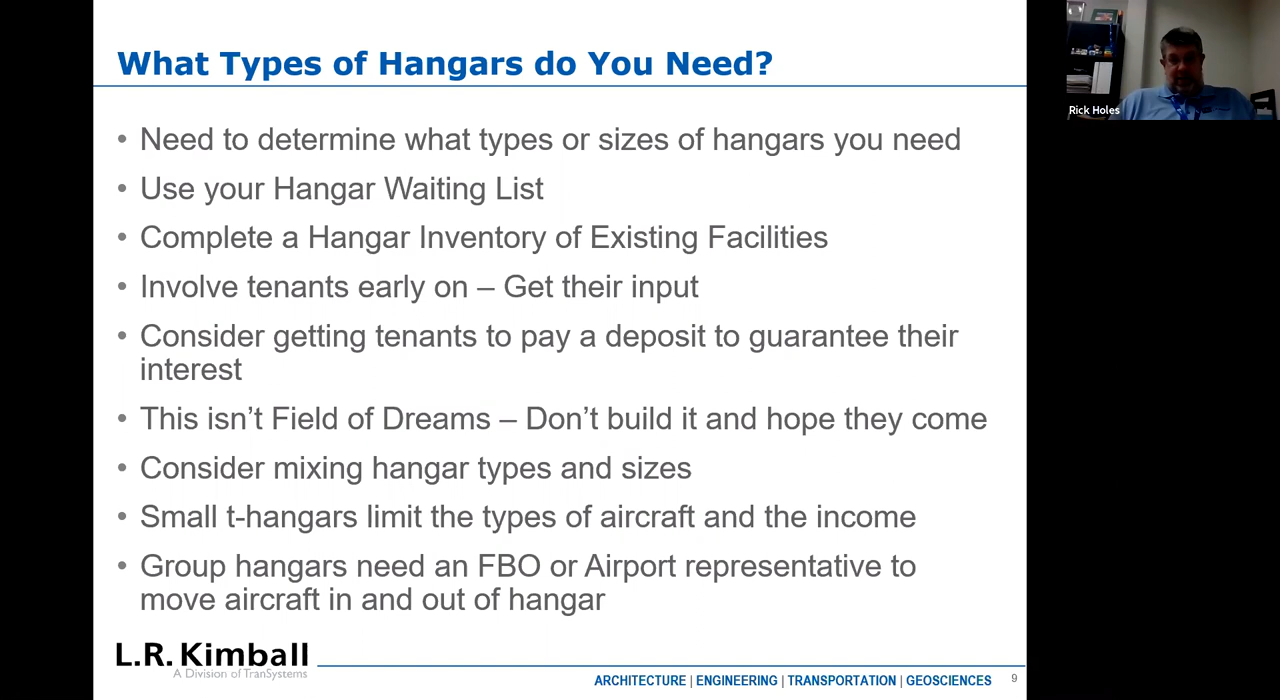 What Types of Hangars do You Need?
• Need to determine what types or sizes of hangars you need
• Use your Hangar Waiting List
• Complete a Hangar Inventory of Existing Facilities
• Involve tenants early on – Get their input
• Consider getting tenants to pay a deposit to guarantee their
interest
• This isn’t Field of Dreams – Don’t build it and hope they come
• Consider mixing hangar types and sizes
• Small t-hangars limit the types of aircraft and the income
• Group hangars need an FBO or Airport representative to
move aircraft in and out of hangar
L.R. Kimball
A Division of TranSystems
ARCHITECTURE | ENGINEERING | TRANSPORTATION | GEOSCIENCES
9
Rick Holes